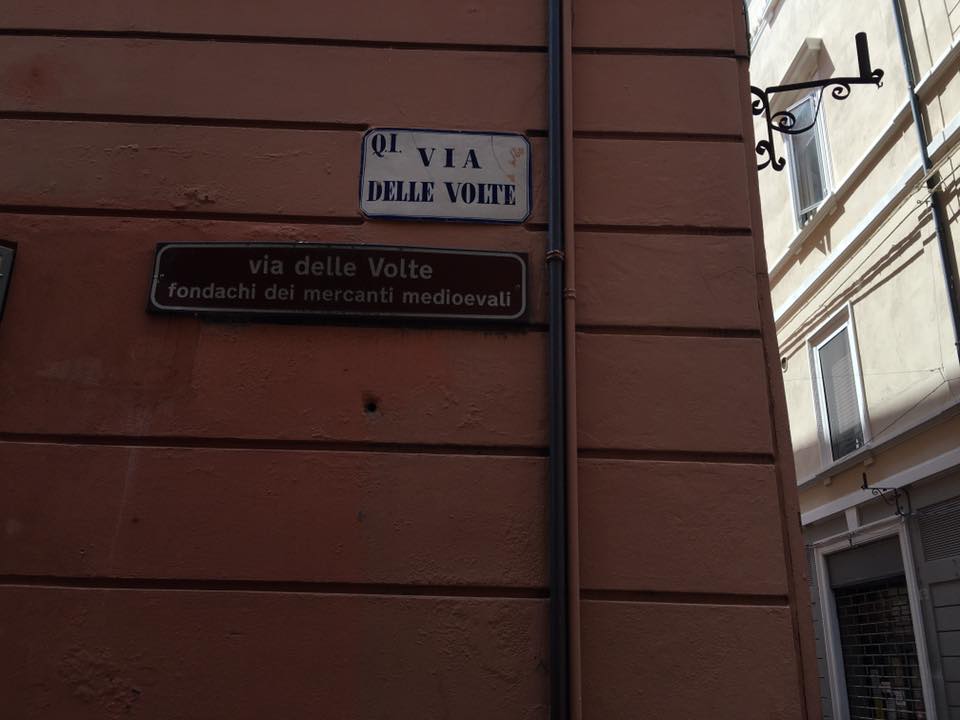 QI. VIA
DELLE VOLTE
via delle Volte
fondachi dei mercanti medioevali